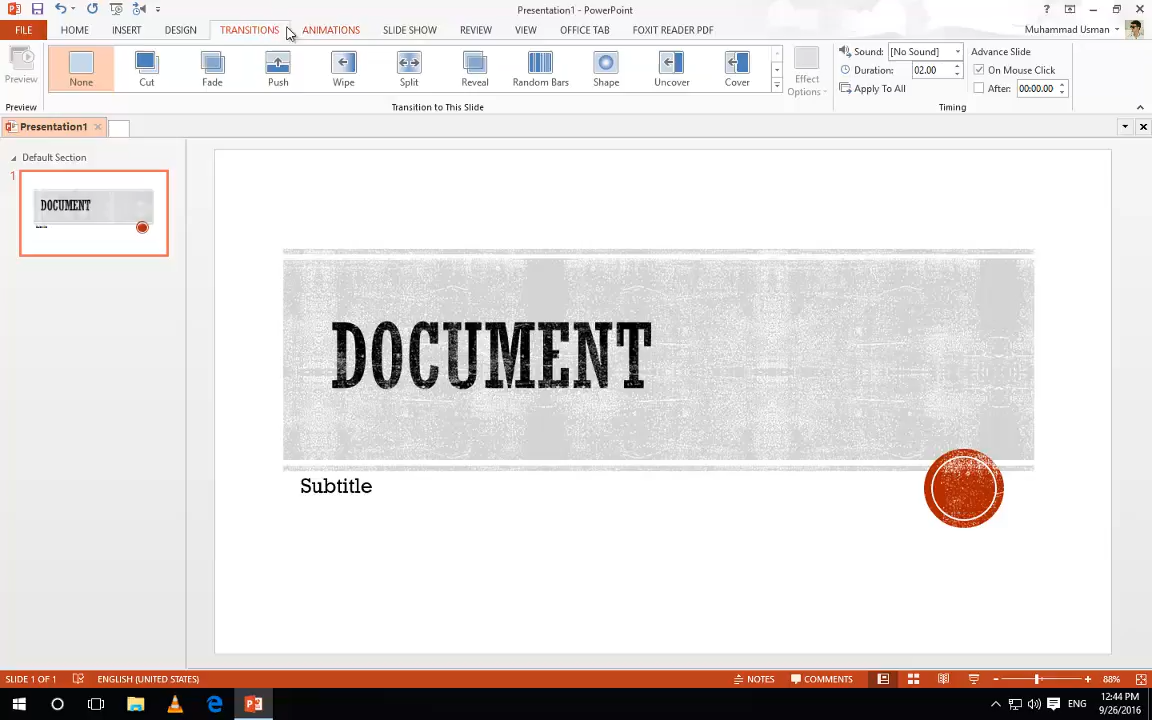 Presentation1 - PowerPoint
FILE HOME INSERT DESIGN TRANSITIONS ANIMATIONS SLIDE SHOW REVIEW VIEW OFFICE TAB FOXIT READER PDF Muhammad Usman
Preview None Cut Fade Push Wipe Split Reveal Random Bars Shape Uncover Cover Effect Options
Sound: [No Sound] Advance Slide
Duration: 02.00 On Mouse Click
Apply To All After: 00:00.00
Preview Transition to This Slide Timing
Presentation1
Default Section
1
DOCUMENT
DOCUMENT
Subtitle
SLIDE 1 OF 1 ENGLISH (UNITED STATES) NOTES COMMENTS 88%
ENG 12:44 PM
9/26/2016